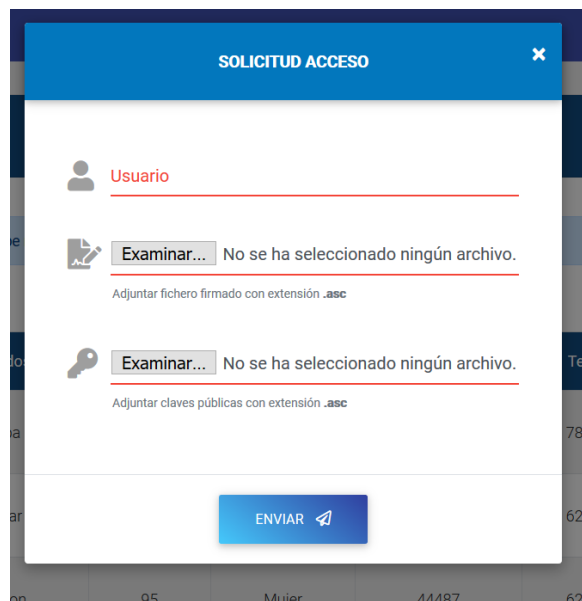 SOLICITUD ACCESO
×
Usuario
Examinar... No se ha seleccionado ningún archivo.
Adjuntar fichero firmado con extensión .asc
Examinar... No se ha seleccionado ningún archivo.
Adjuntar claves públicas con extensión .asc
ENVIAR
95 Mujer 44487 62